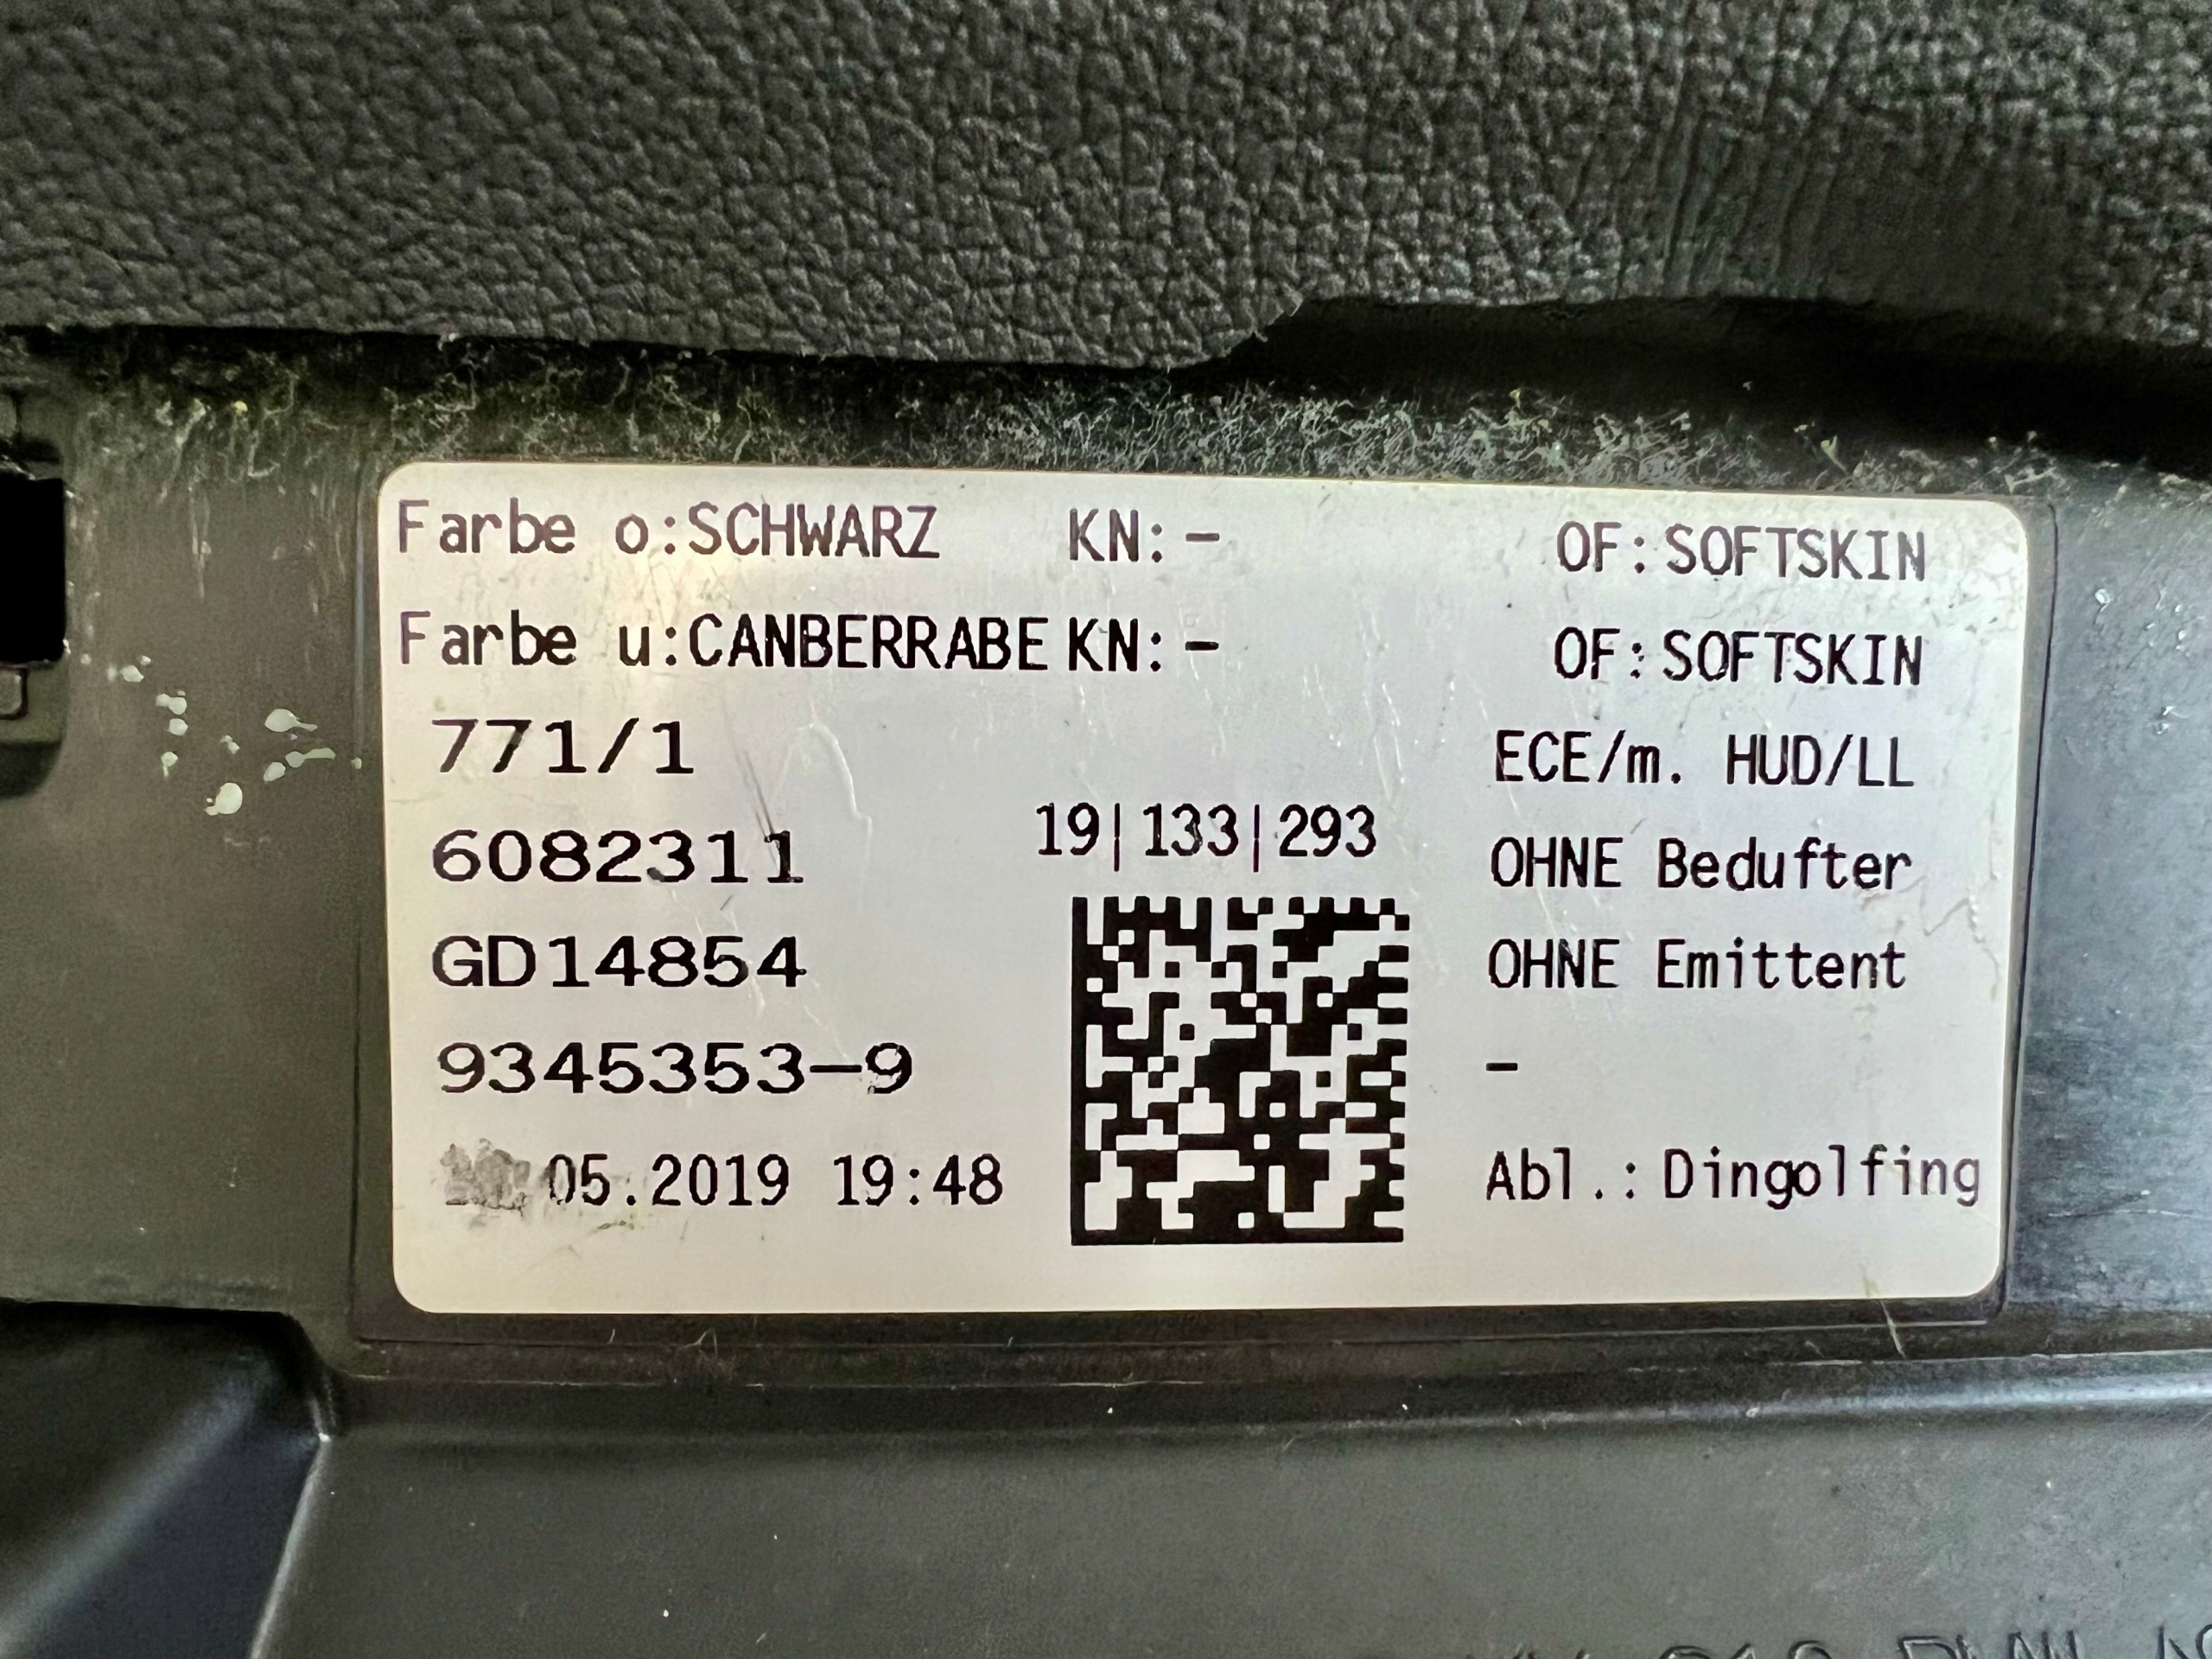 Farbe o:SCHWARZ KN:- OF:SOFTSKIN
Farbe u:CANBERRABE KN:- OF:SOFTSKIN
771/1 ECE/m. HUD/LL
6082311 19|133|293 OHNE Bedufter
GD14854 OHNE Emittent
9345353-9 -
05.2019 19:48 Abl.: Dingolfing